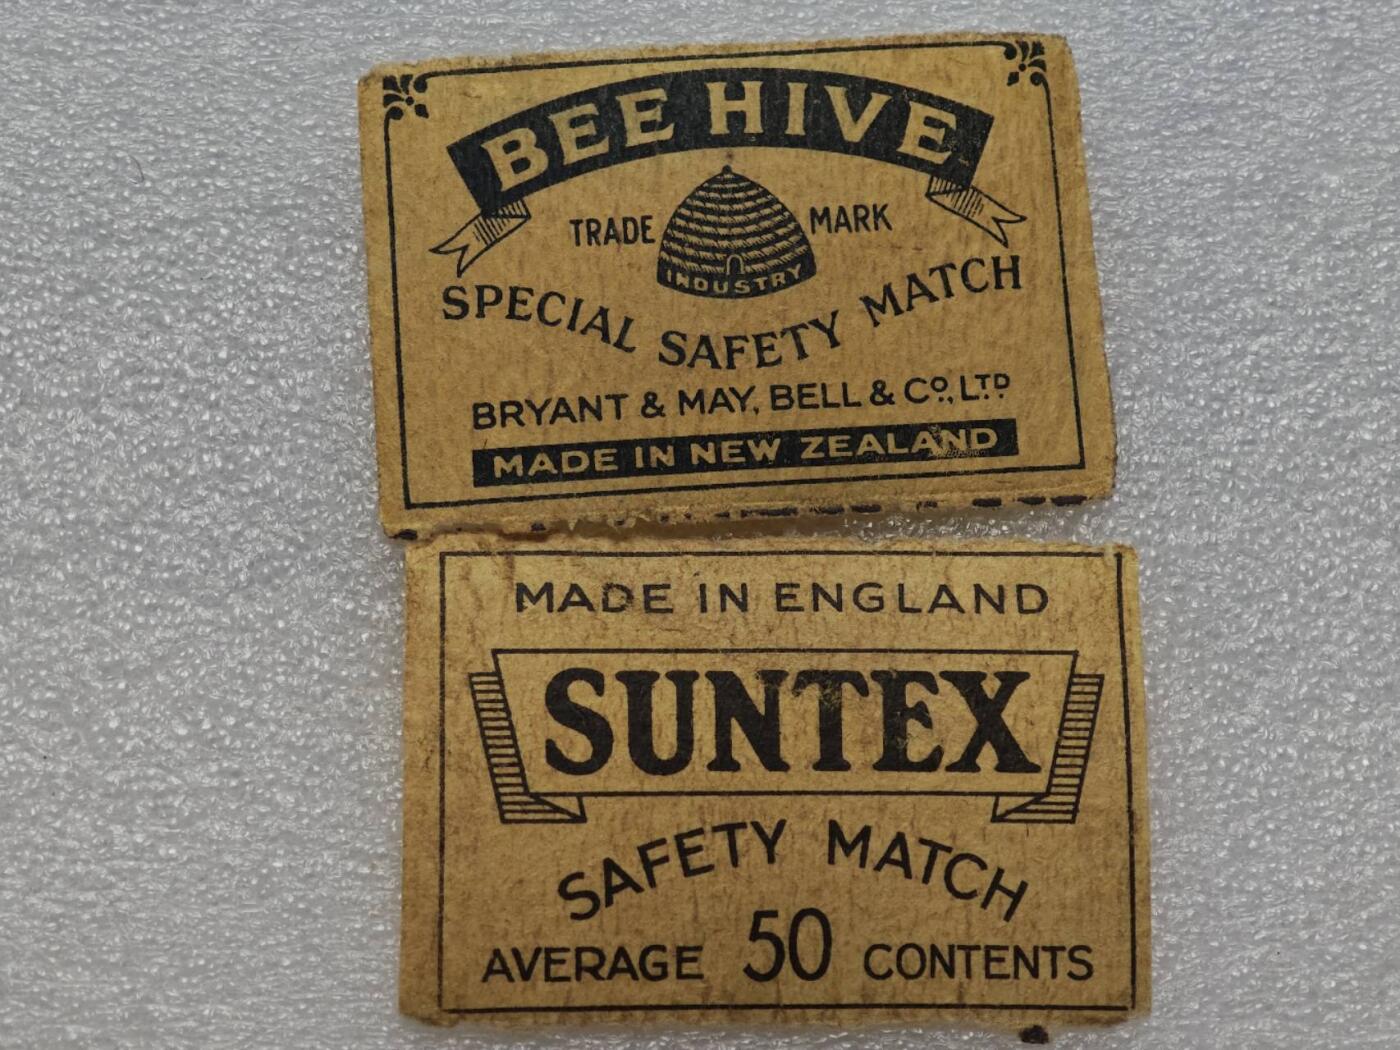 BEE HIVE
TRADE MARK
INDUSTRY
SPECIAL SAFETY MATCH
BRYANT & MAY, BELL & Co., LTD
MADE IN NEW ZEALAND
MADE IN ENGLAND
SUNTEX
SAFETY MATCH
AVERAGE 50 CONTENTS